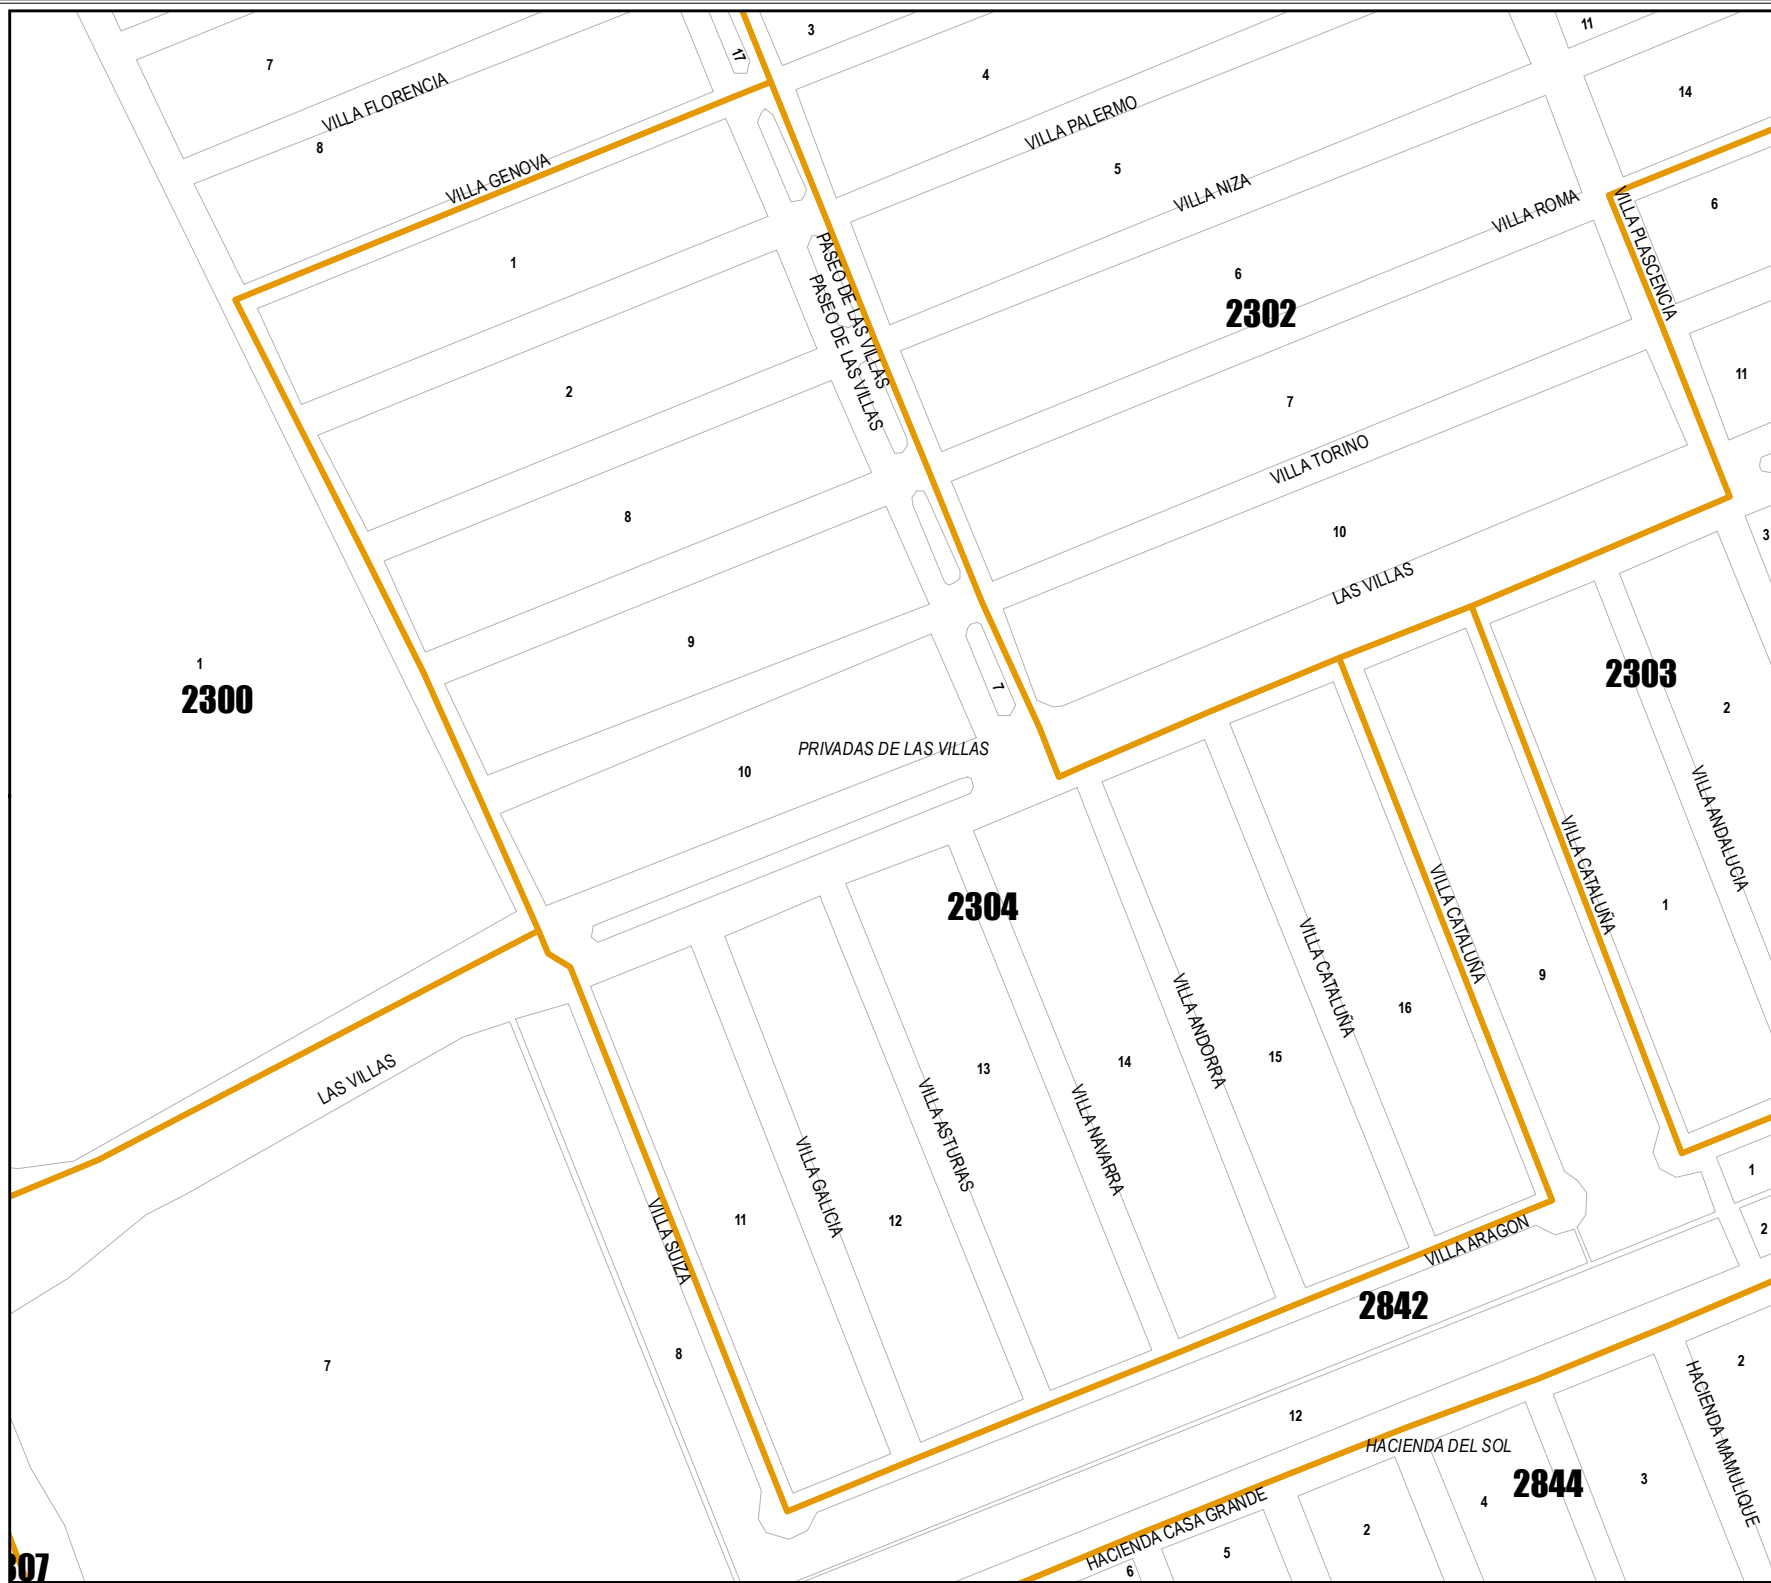 3
11
7
17
4
14
VILLA FLORENCIA
VILLA PALERMO
8
5
6
VILLA GENOVA
VILLA NIZA
VILLA ROMA
VILLA PLASCENCIA
1
6
2302
PASEO DE LAS VILLAS
PASEO DE LAS VILLAS
2
7
11
VILLA TORINO
8
10
3
LAS VILLAS
9
1
2300
7
2303
2
PRIVADAS DE LAS VILLAS
10
VILLA ANDALUCIA
VILLA CATALUÑA
1
2304
VILLA CATALUÑA
VILLA CATALUÑA
9
16
VILLA ANDORRA
15
14
13
LAS VILLAS
VILLA ASTURIAS
VILLA NAVARRA
VILLA GALICIA
1
11
12
2
VILLA SUIZA
VILLA ARAGON
2842
8
7
2
HACIENDA MAMULIQUE
12
HACIENDA DEL SOL
2844
3
4
HACIENDA CASA GRANDE
2
5
6
307